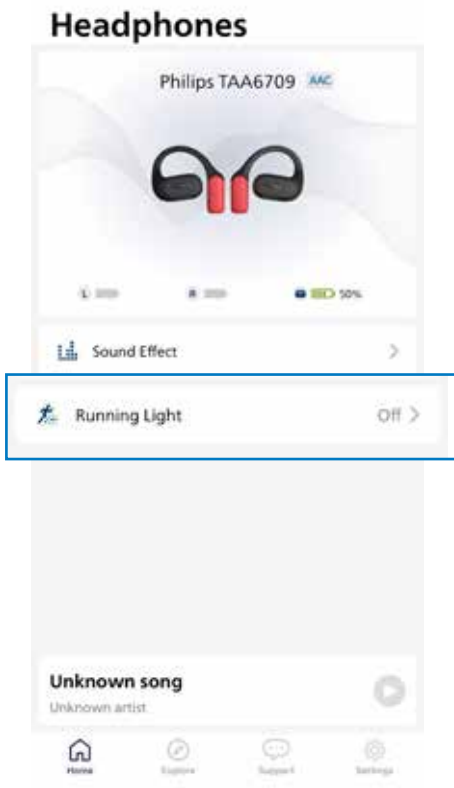 Headphones
Philips TAA6709 AAC
L R 50%
Sound Effect
Running Light Off
Unknown song
Unknown artist
Home Explore Support Settings